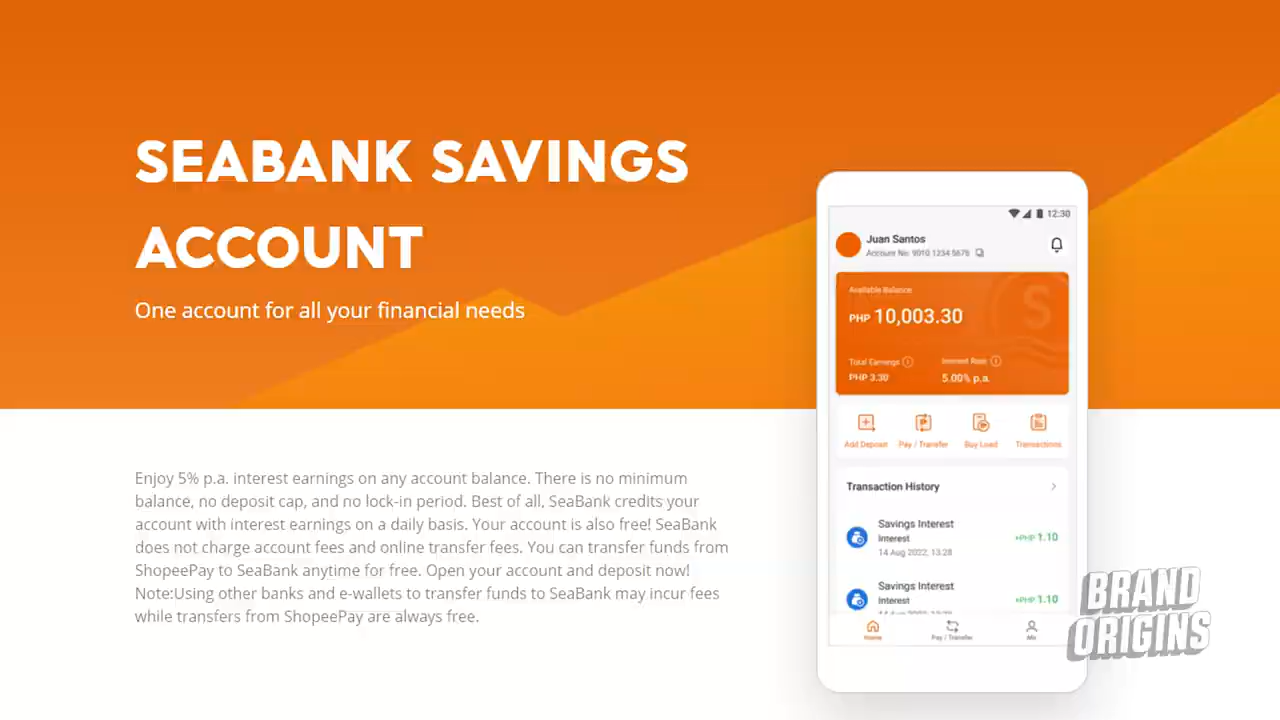 SEABANK SAVINGS
ACCOUNT
One account for all your financial needs
Enjoy 5% p.a. interest earnings on any account balance. There is no minimum
balance, no deposit cap, and no lock-in period. Best of all, SeaBank credits your
account with interest earnings on a daily basis. Your account is also free! SeaBank
does not charge account fees and online transfer fees. You can transfer funds from
ShopeePay to SeaBank anytime for free. Open your account and deposit now!
Note:Using other banks and e-wallets to transfer funds to SeaBank may incur fees
while transfers from ShopeePay are always free.
12:30
Juan Santos
Account No: 9010 1234 5678
Available Balance
PHP 10,003.30
S
Total Earnings Interest Rate
PHP 3.30 5.00% p.a.
Add Deposit Pay / Transfer Buy Load Transactions
Transaction History
Savings Interest
Interest +PHP 1.10
14 Aug 2022, 13:28
Savings Interest
Interest +PHP 1.10
Home Pay / Transfer Me
BRAND
ORIGINS